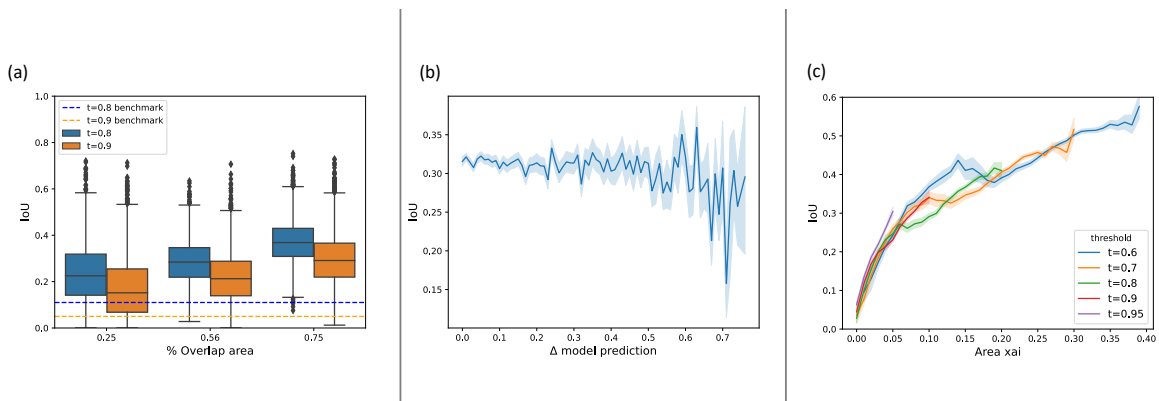 (a)
1.0
0.8
0.6
0.4
0.2
0.0
IoU
t=0.8 benchmark
t=0.9 benchmark
t=0.8
t=0.9
0.25
0.56
0.75
% Overlap area
(b)
0.35
0.30
0.25
0.20
0.15
IoU
0.0 0.1 0.2 0.3 0.4 0.5 0.6 0.7
Δ model prediction
(c)
0.6
0.5
0.4
0.3
0.2
0.1
0.0
IoU
threshold
t=0.6
t=0.7
t=0.8
t=0.9
t=0.95
0.00 0.05 0.10 0.15 0.20 0.25 0.30 0.35 0.40
Area xai